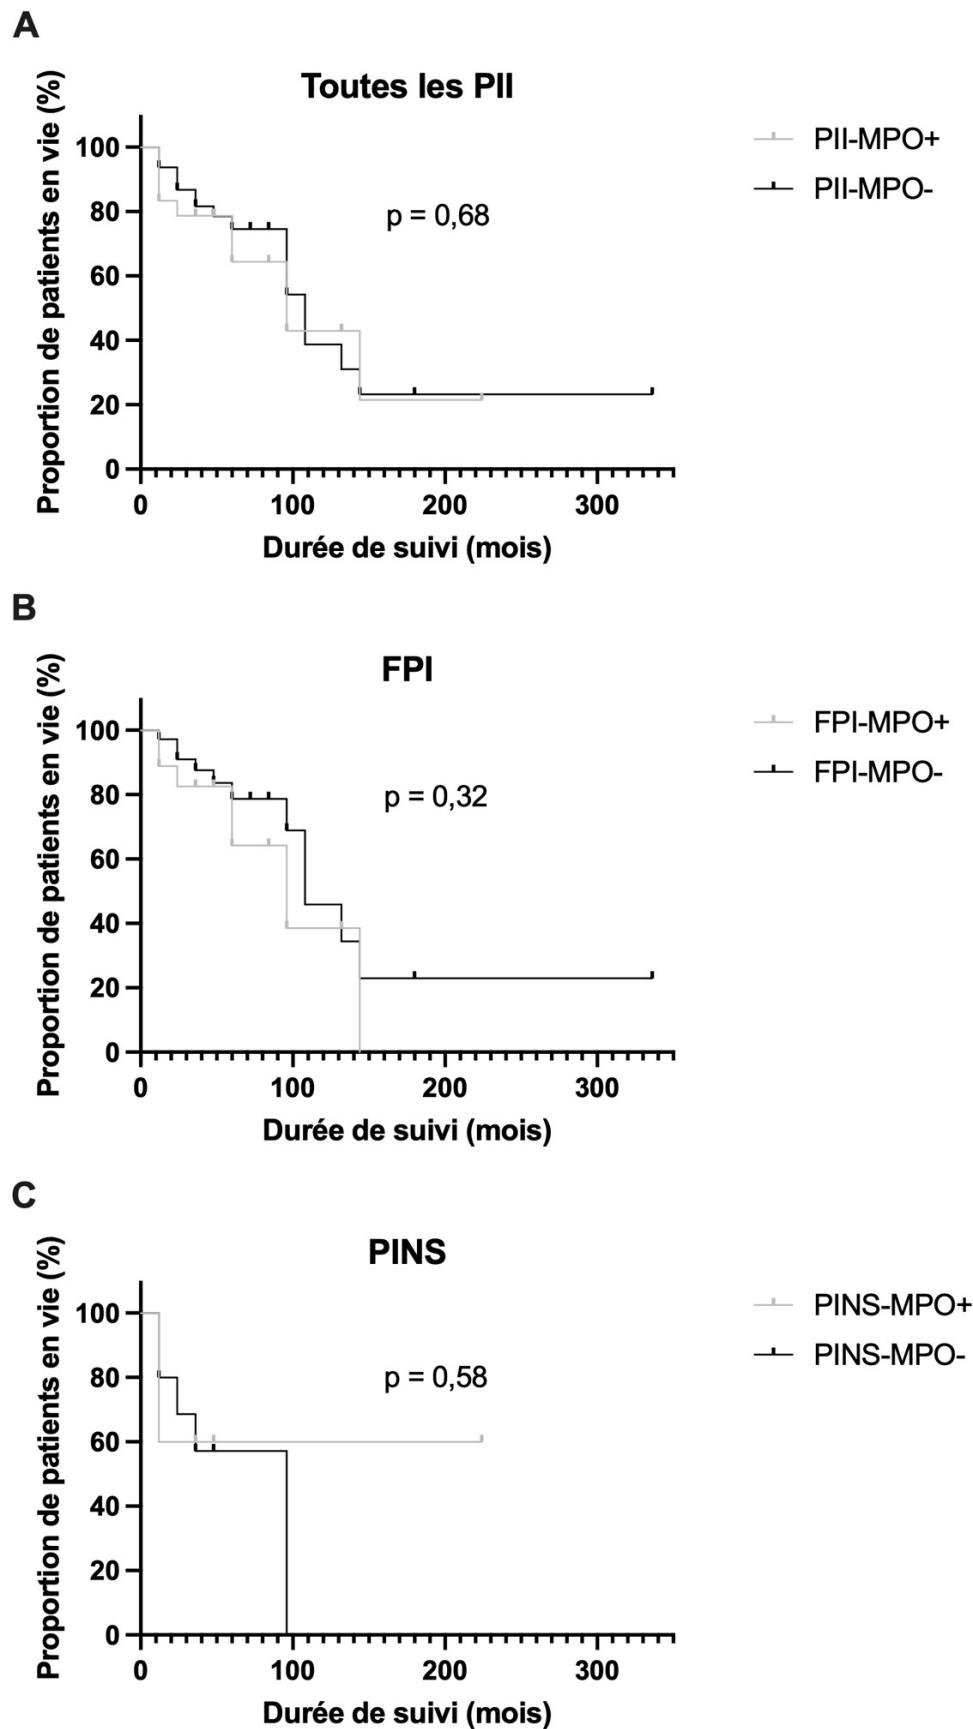 A
Toutes les PII
Proportion de patients en vie (%)
100
80
60
40
20
0
p = 0,68
PII-MPO+
PII-MPO-
0 100 200 300
Durée de suivi (mois)
B
FPI
Proportion de patients en vie (%)
100
80
60
40
20
0
p = 0,32
FPI-MPO+
FPI-MPO-
0 100 200 300
Durée de suivi (mois)
C
PINS
Proportion de patients en vie (%)
100
80
60
40
20
0
p = 0,58
PINS-MPO+
PINS-MPO-
0 100 200 300
Durée de suivi (mois)